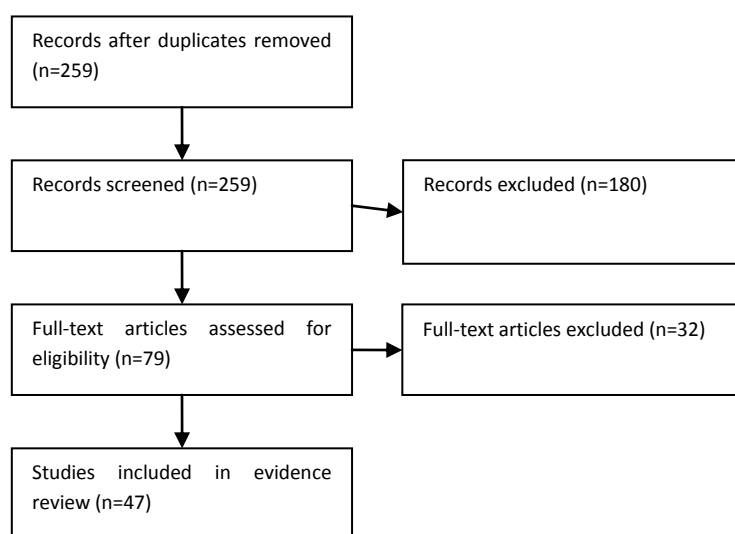 Records after duplicates removed
(n=259)
Records screened (n=259)
Records excluded (n=180)
Full-text articles assessed for
eligibility (n=79)
Full-text articles excluded (n=32)
Studies included in evidence
review (n=47)